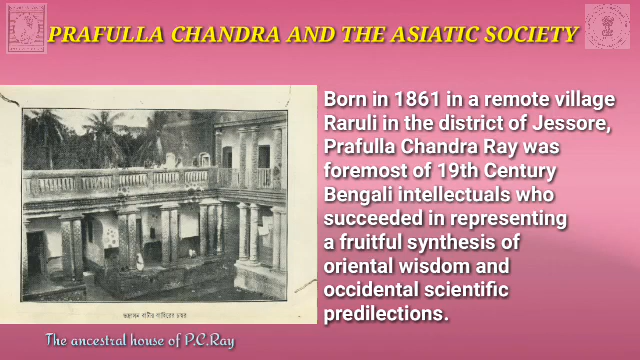 PRAFULLA CHANDRA AND THE ASIATIC SOCIETY
Born in 1861 in a remote village
Raruli in the district of Jessore,
Prafulla Chandra Ray was
foremost of 19th Century
Bengali intellectuals who
succeeded in representing
a fruitful synthesis of
oriental wisdom and
occidental scientific
predilections.
The ancestral house of P.C.Ray